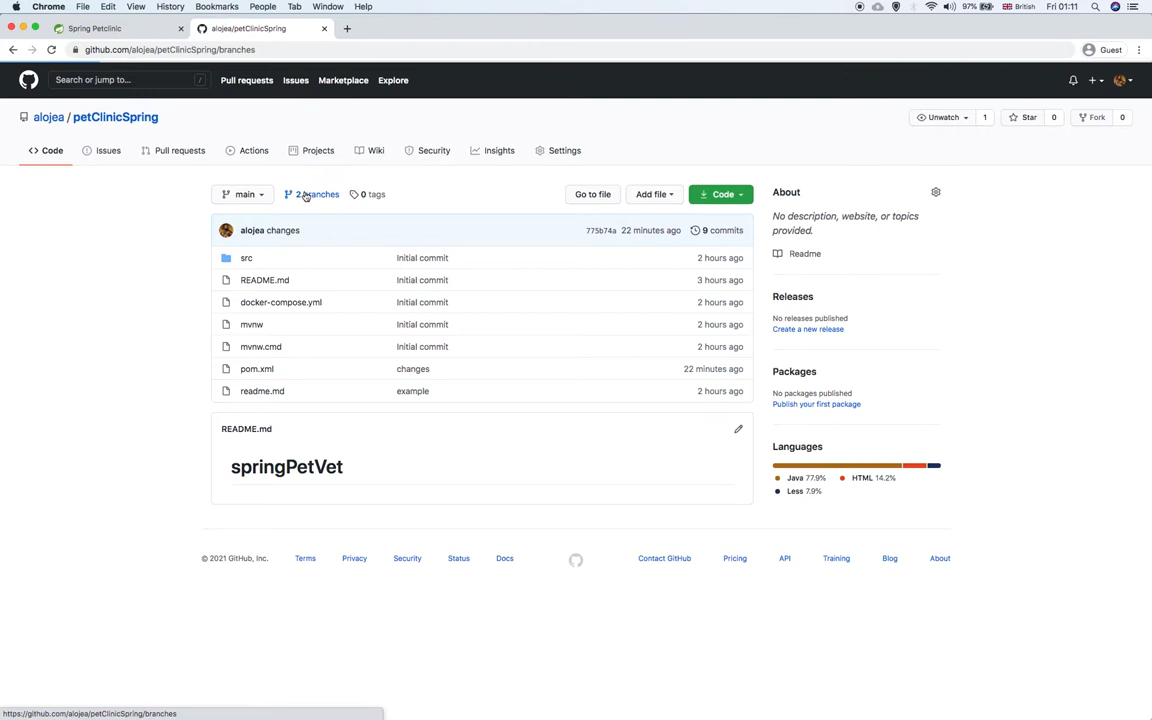 Chrome File Edit View History Bookmarks People Tab Window Help 97% British Fri 01:11
Spring Petclinic alojea/petClinicSpring
github.com/alojea/petClinicSpring/branches Guest
Search or jump to... / Pull requests Issues Marketplace Explore
alojea / petClinicSpring Unwatch 1 Star 0 Fork 0
Code Issues Pull requests Actions Projects Wiki Security Insights Settings
main 2 branches 0 tags Go to file Add file Code
alojea changes 775b74a 22 minutes ago 9 commits
src Initial commit 2 hours ago
README.md Initial commit 3 hours ago
docker-compose.yml Initial commit 2 hours ago
mvnw Initial commit 2 hours ago
mvnw.cmd Initial commit 2 hours ago
pom.xml changes 22 minutes ago
readme.md example 2 hours ago
README.md
springPetVet
About
No description, website, or topics
provided.
Readme
Releases
No releases published
Create a new release
Packages
No packages published
Publish your first package
Languages
Java 77.9% HTML 14.2%
Less 7.9%
© 2021 GitHub, Inc. Terms Privacy Security Status Docs Contact GitHub Pricing API Training Blog About
https://github.com/alojea/petClinicSpring/branches